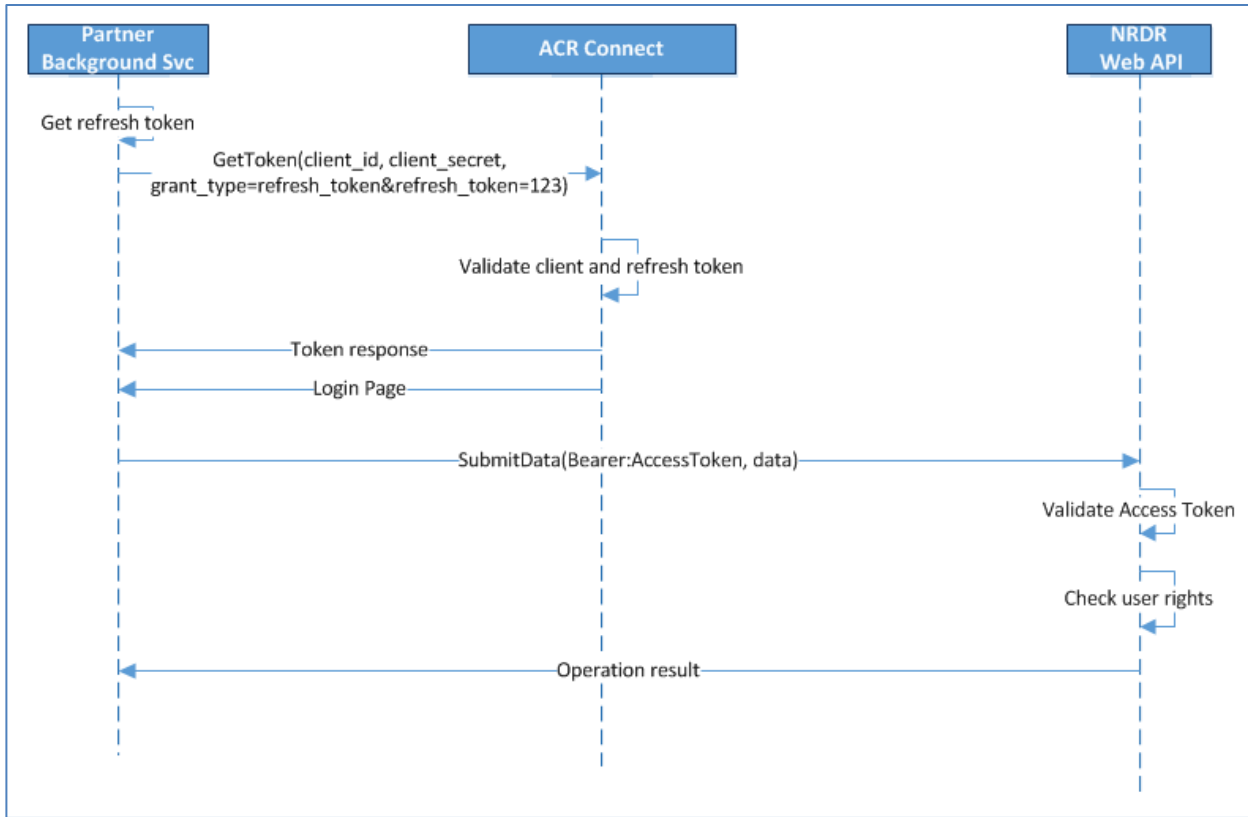 Partner
Background Svc
ACR Connect
NRDR
Web API
Get refresh token
GetToken(client_id, client_secret,
grant_type=refresh_token&refresh_token=123)
Validate client and refresh token
Token response
Login Page
SubmitData(Bearer:AccessToken, data)
Validate Access Token
Check user rights
Operation result